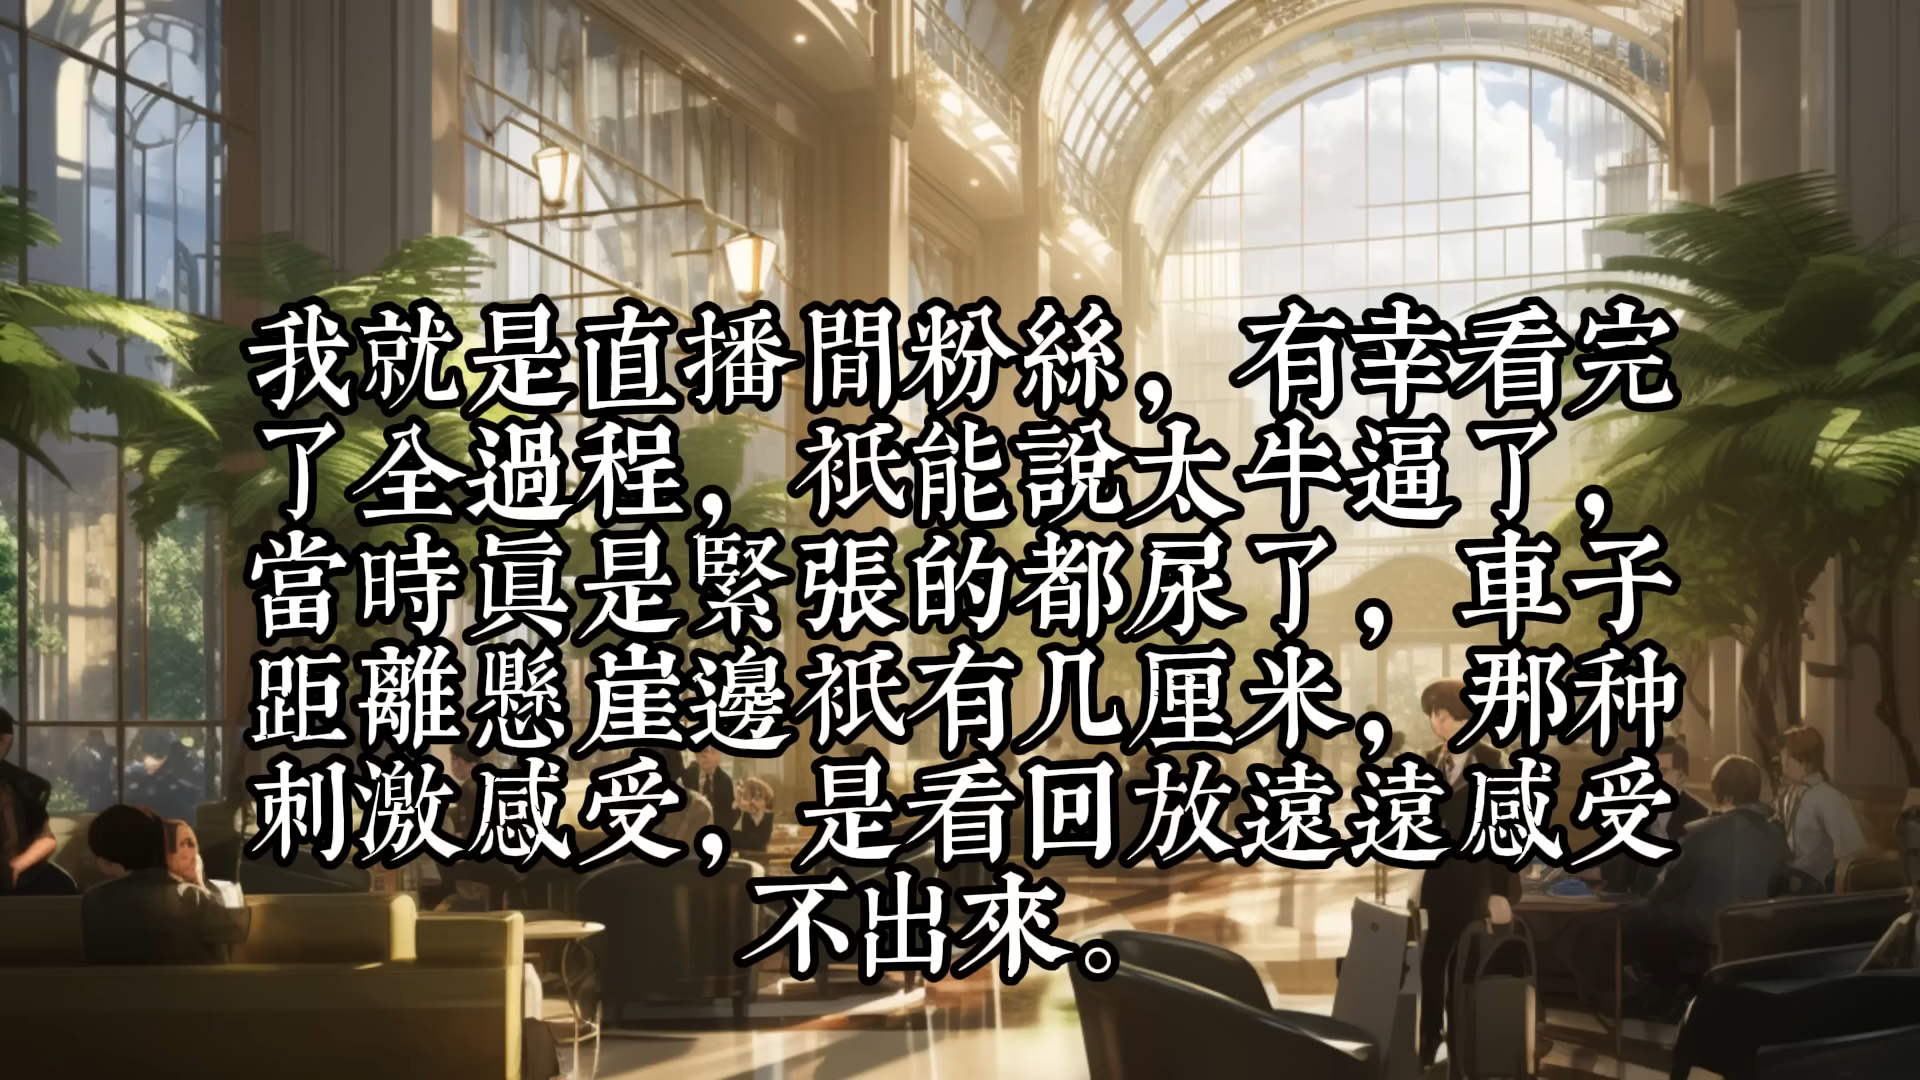 我就是直播間粉絲，有幸看完
了全過程，衹能說太牛逼了，
當時眞是緊張的都尿了，車子
距離懸崖邊衹有几厘米，那种
刺激感受，是看回放遠遠感受
不出來。